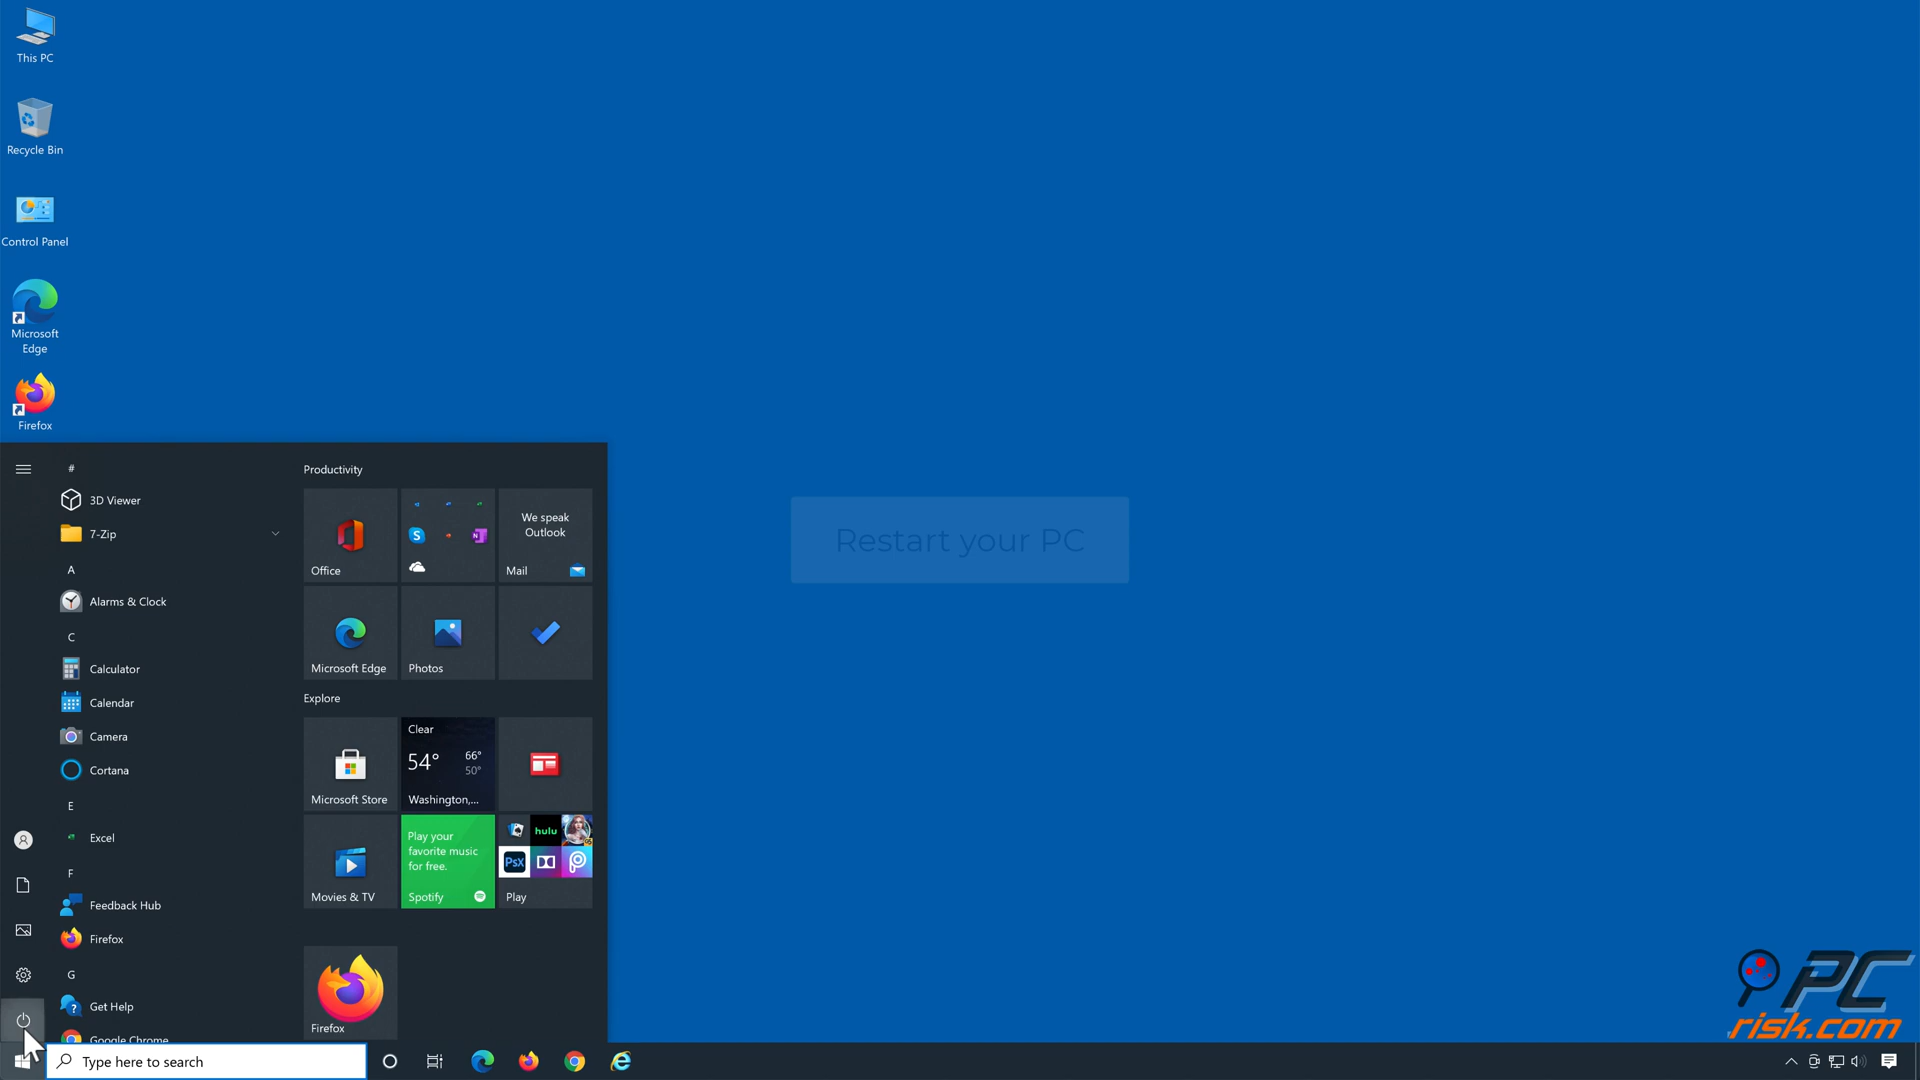 This PC
Recycle Bin
Control Panel
Microsoft
Edge
Firefox
#
3D Viewer
7-Zip
A
Alarms & Clock
C
Calculator
Calendar
Camera
Cortana
E
Excel
F
Feedback Hub
Firefox
G
Get Help
Google Chrome
Productivity
Office
We speak
Outlook
Mail
Microsoft Edge
Photos
Explore
Microsoft Store
Clear
54°
66°
50°
Washington,...
Movies & TV
Play your
favorite music
for free.
Spotify
hulu
PsX
Play
Firefox
Restart your PC
Type here to search
PC
risk.com